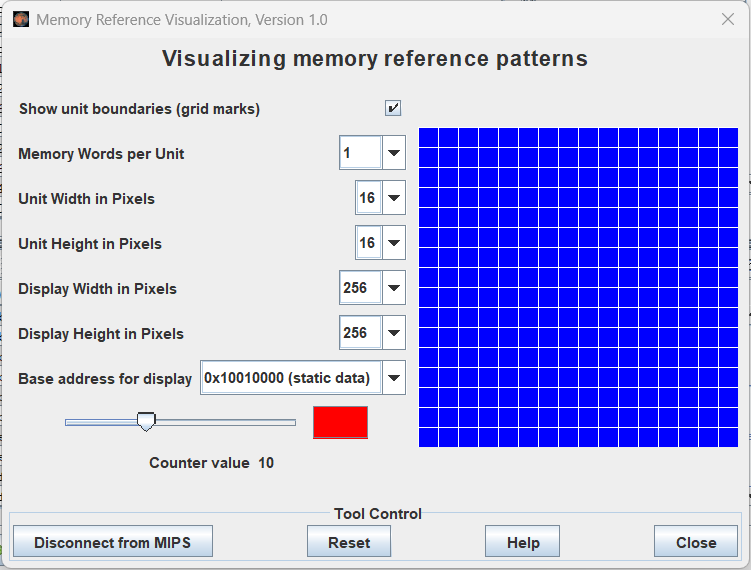 Memory Reference Visualization, Version 1.0
Visualizing memory reference patterns
Show unit boundaries (grid marks)
Memory Words per Unit 1
Unit Width in Pixels 16
Unit Height in Pixels 16
Display Width in Pixels 256
Display Height in Pixels 256
Base address for display 0x10010000 (static data)
Counter value 10
Tool Control
Disconnect from MIPS Reset Help Close